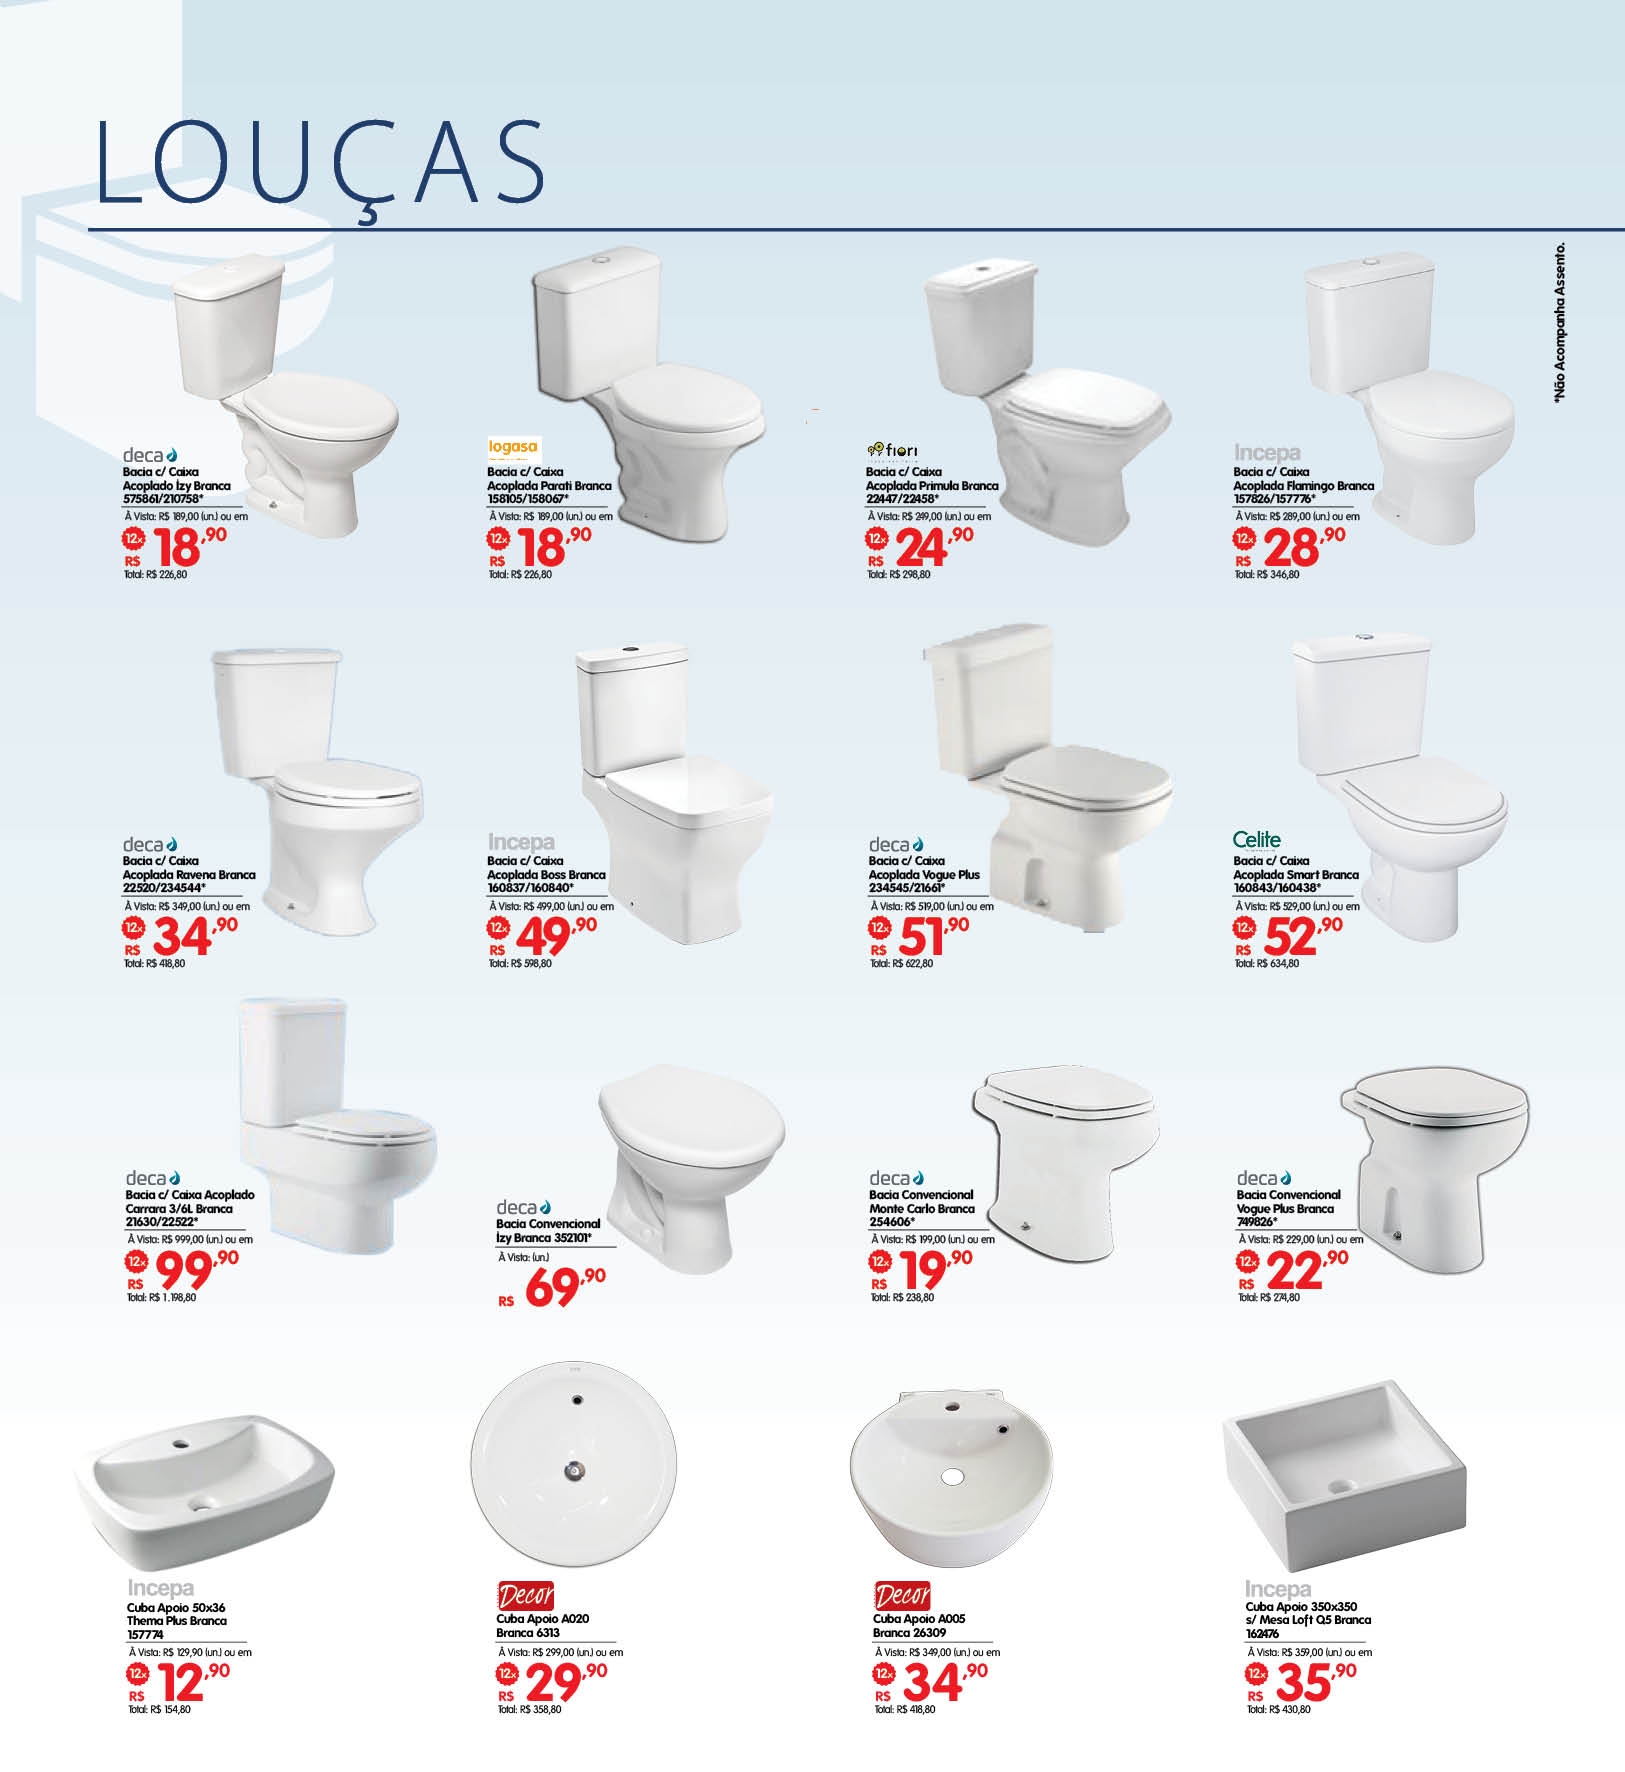 LOUÇAS
*Não Acompanha Assento.
deca
Bacia c/ Caixa
Acoplado Ízy Branca
575861/210758*
À Vista: R$ 189,00 (un.) ou em
12x
R$ 18,90
Total: R$ 226,80
logasa
Bacia c/ Caixa
Acoplada Parati Branca
158105/158067*
À Vista: R$ 189,00 (un.) ou em
12x
R$ 18,90
Total: R$ 226,80
fiori
Bacia c/ Caixa
Acoplada Primula Branca
22447/22458*
À Vista: R$ 249,00 (un.) ou em
12x
R$ 24,90
Total: R$ 298,80
Incepa
Bacia c/ Caixa
Acoplada Flamingo Branca
157826/157776*
À Vista: R$ 289,00 (un.) ou em
12x
R$ 28,90
Total: R$ 346,80
deca
Bacia c/ Caixa
Acoplada Ravena Branca
22520/234544*
À Vista: R$ 349,00 (un.) ou em
12x
R$ 34,90
Total: R$ 418,80
Incepa
Bacia c/ Caixa
Acoplada Boss Branca
160837/160840*
À Vista: R$ 499,00 (un.) ou em
12x
R$ 49,90
Total: R$ 598,80
deca
Bacia c/ Caixa
Acoplada Vogue Plus
234545/21661*
À Vista: R$ 519,00 (un.) ou em
12x
R$ 51,90
Total: R$ 622,80
Celite
Bacia c/ Caixa
Acoplada Smart Branca
160843/160438*
À Vista: R$ 529,00 (un.) ou em
12x
R$ 52,90
Total: R$ 634,80
deca
Bacia c/ Caixa Acoplado
Carrara 3/6L Branca
21630/22522*
À Vista: R$ 999,00 (un.) ou em
12x
R$ 99,90
Total: R$ 1.198,80
deca
Bacia Convencional
Ízy Branca 352101*
À Vista: (un.)
R$ 69,90
deca
Bacia Convencional
Monte Carlo Branca
254606*
À Vista: R$ 199,00 (un.) ou em
12x
R$ 19,90
Total: R$ 238,80
deca
Bacia Convencional
Vogue Plus Branca
749826*
À Vista: R$ 229,00 (un.) ou em
12x
R$ 22,90
Total: R$ 274,80
Incepa
Cuba Apoio 50x36
Thema Plus Branca
157774
À Vista: R$ 129,90 (un.) ou em
12x
R$ 12,90
Total: R$ 154,80
Decor
Cuba Apoio A020
Branca 6313
À Vista: R$ 299,00 (un.) ou em
12x
R$ 29,90
Total: R$ 358,80
Decor
Cuba Apoio A005
Branca 26309
À Vista: R$ 349,00 (un.) ou em
12x
R$ 34,90
Total: R$ 418,80
Incepa
Cuba Apoio 350x350
s/ Mesa Loft Q5 Branca
162476
À Vista: R$ 359,00 (un.) ou em
12x
R$ 35,90
Total: R$ 430,80